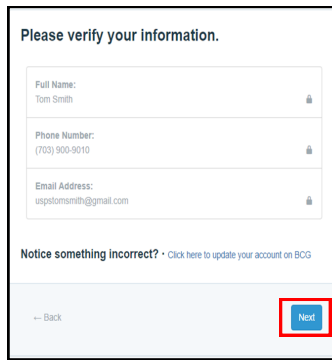 Please verify your information.
Full Name:
Tom Smith
Phone Number:
(703) 900-9010
Email Address:
uspstomsmith@gmail.com
Notice something incorrect? · Click here to update your account on BCG
← Back
Next